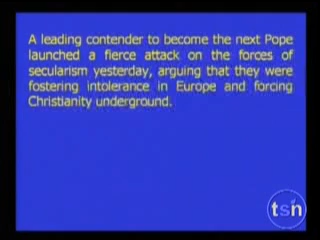 A leading contender to become the next Pope
launched a fierce attack on the forces of
secularism yesterday, arguing that they were
fostering intolerance in Europe and forcing
Christianity underground.
tsn